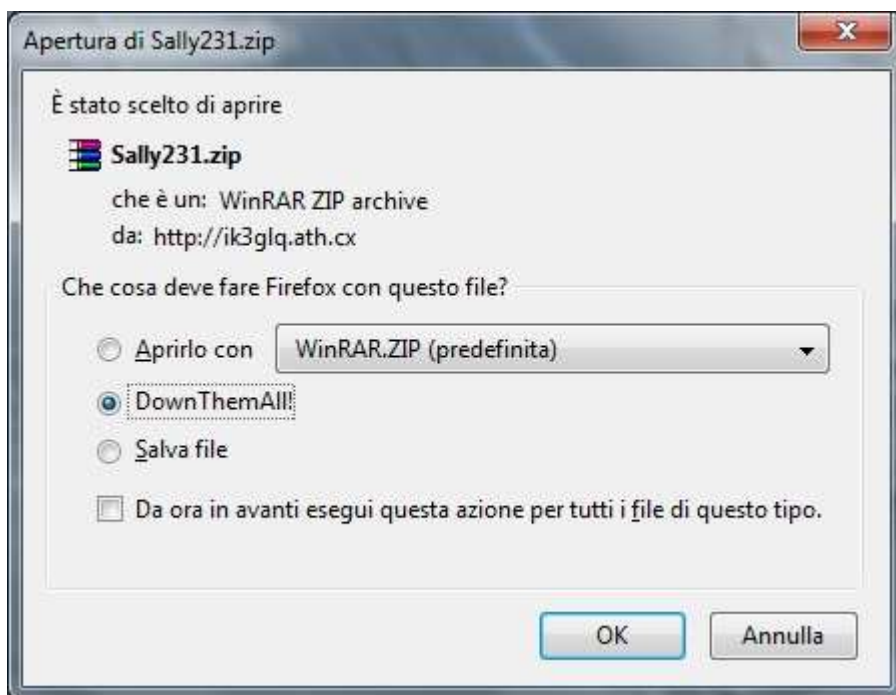 Apertura di Sally231.zip
È stato scelto di aprire
Sally231.zip
che è un: WinRAR ZIP archive
da: http://ik3glq.ath.cx
Che cosa deve fare Firefox con questo file?
Aprirlo con WinRAR.ZIP (predefinita)
DownThemAll!
Salva file
Da ora in avanti esegui questa azione per tutti i file di questo tipo.
OK Annulla